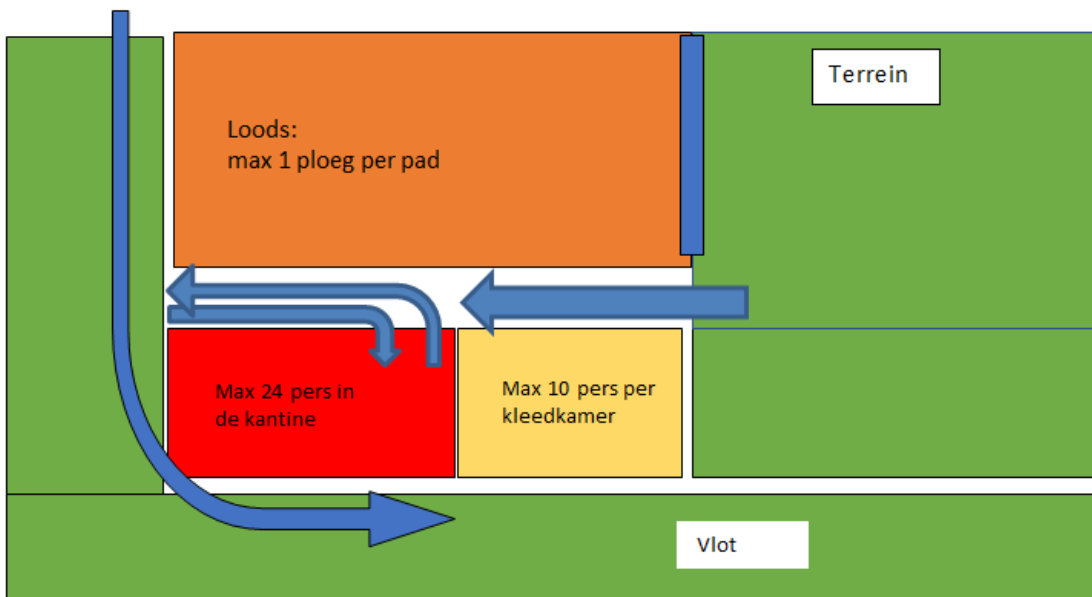 Terrein
Loods:
max 1 ploeg per pad
Max 24 pers in
de kantine
Max 10 pers per
kleedkamer
Vlot